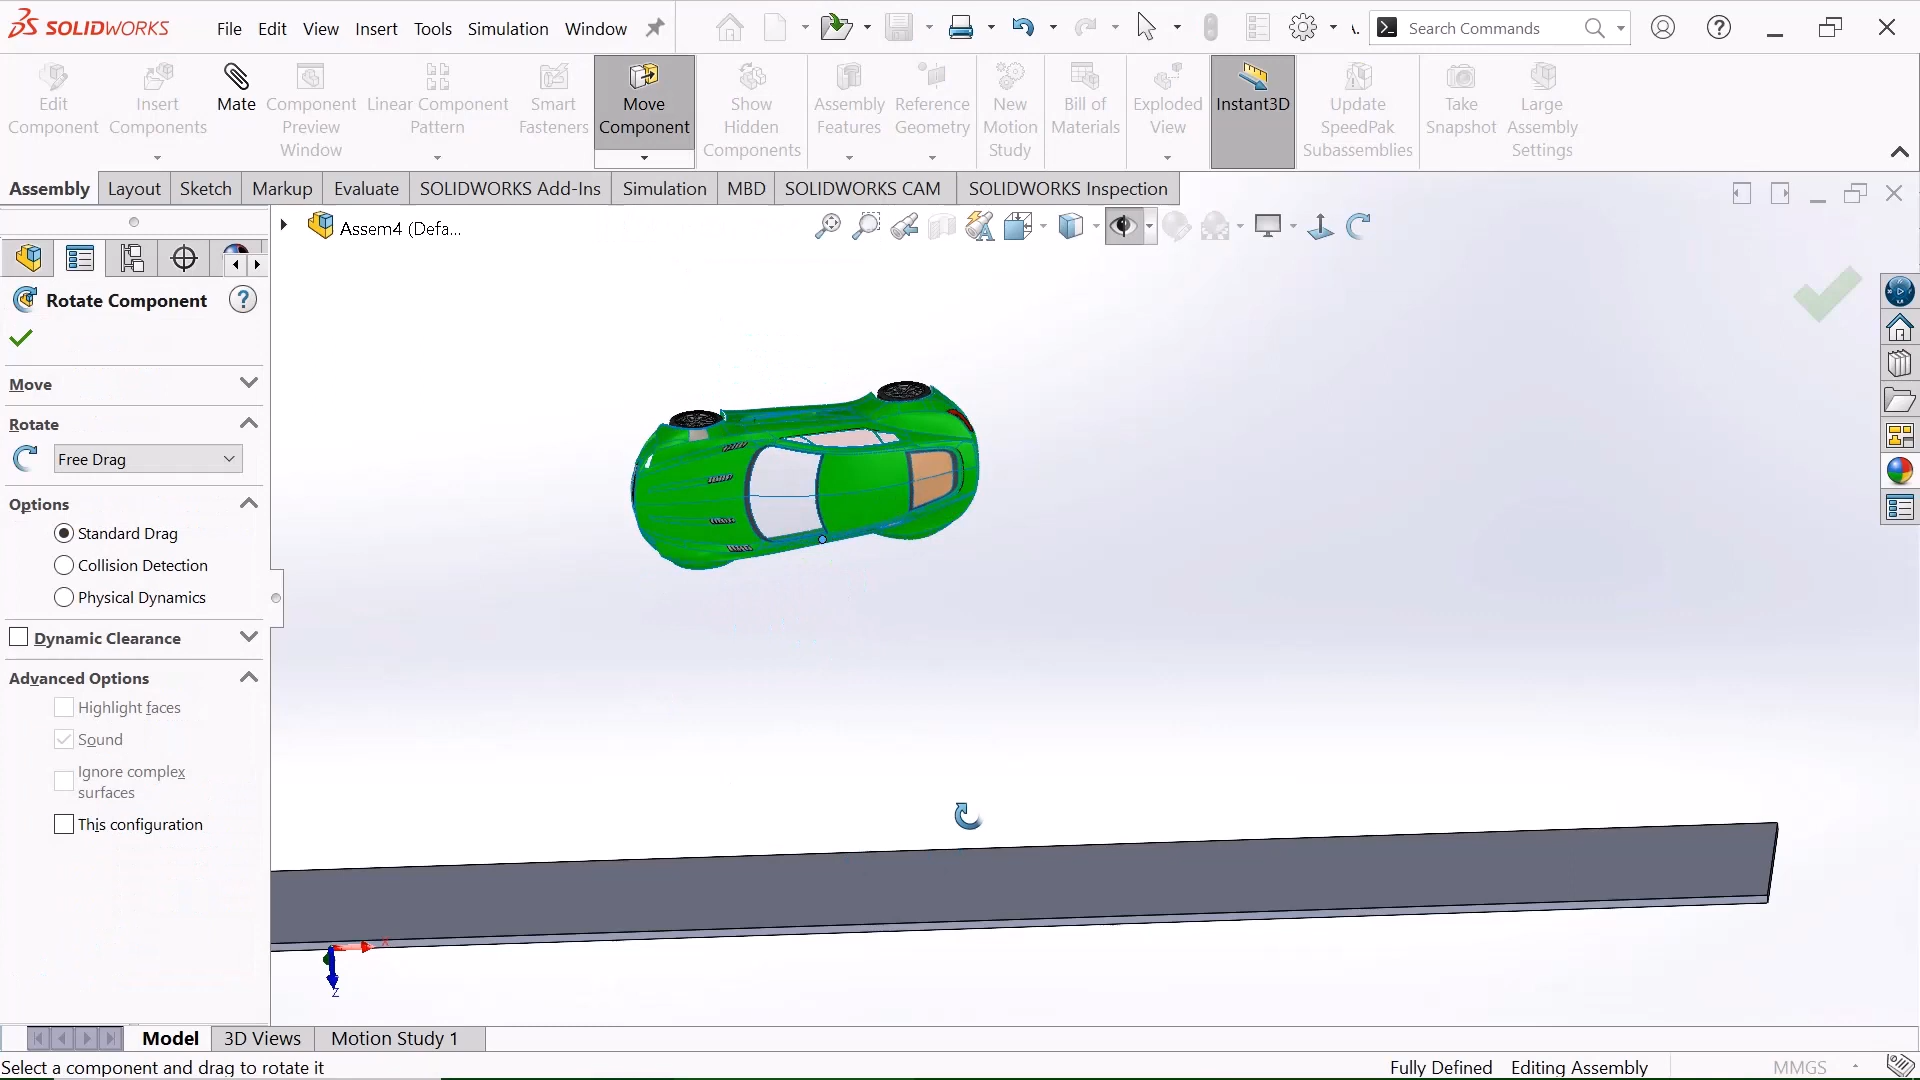 SOLIDWORKS
File Edit View Insert Tools Simulation Window
Search Commands
Edit Component
Insert Components
Mate
Component Preview Window
Linear Component Pattern
Smart Fasteners
Move Component
Show Hidden Components
Assembly Features
Reference Geometry
New Motion Study
Bill of Materials
Exploded View
Instant3D
Update SpeedPak Subassemblies
Take Snapshot
Large Assembly Settings
Assembly Layout Sketch Markup Evaluate SOLIDWORKS Add-Ins Simulation MBD SOLIDWORKS CAM SOLIDWORKS Inspection
Assem4 (Defa...
Rotate Component
Move
Rotate
Free Drag
Options
Standard Drag
Collision Detection
Physical Dynamics
Dynamic Clearance
Advanced Options
Highlight faces
Sound
Ignore complex
surfaces
This configuration
X
Z
Model 3D Views Motion Study 1
Select a component and drag to rotate it
Fully Defined Editing Assembly MMGS